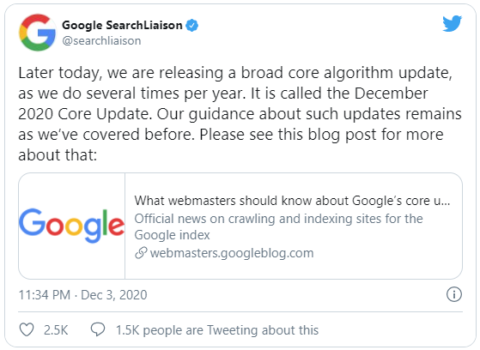 Google SearchLiaison
@searchliaison
Later today, we are releasing a broad core algorithm update,
as we do several times per year. It is called the December
2020 Core Update. Our guidance about such updates remains
as we’ve covered before. Please see this blog post for more
about that:
Google
What webmasters should know about Google’s core u...
Official news on crawling and indexing sites for the
Google index
webmasters.googleblog.com
11:34 PM · Dec 3, 2020
2.5K 1.5K people are Tweeting about this